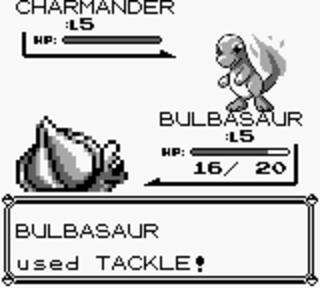 CHARMANDER
:L5
HP:
BULBASAUR
:L5
HP:
16/ 20
BULBASAUR
used TACKLE!